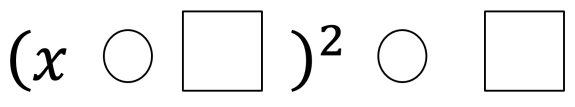 (x ○ □ )² ○ □